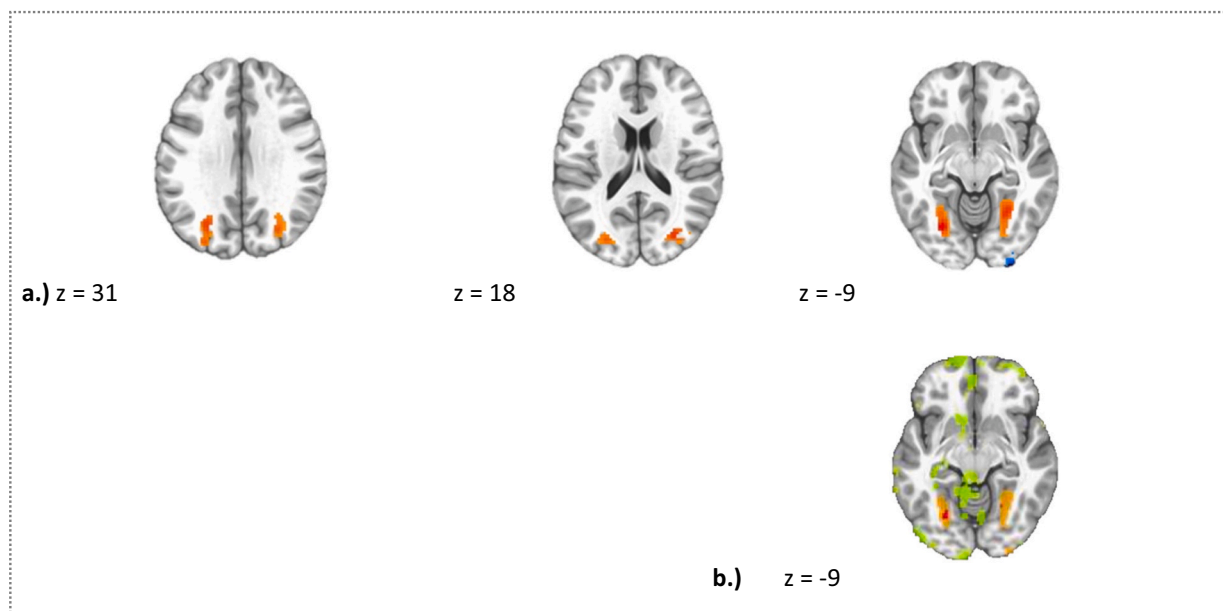 a.) z = 31 z = 18 z = -9
b.) z = -9